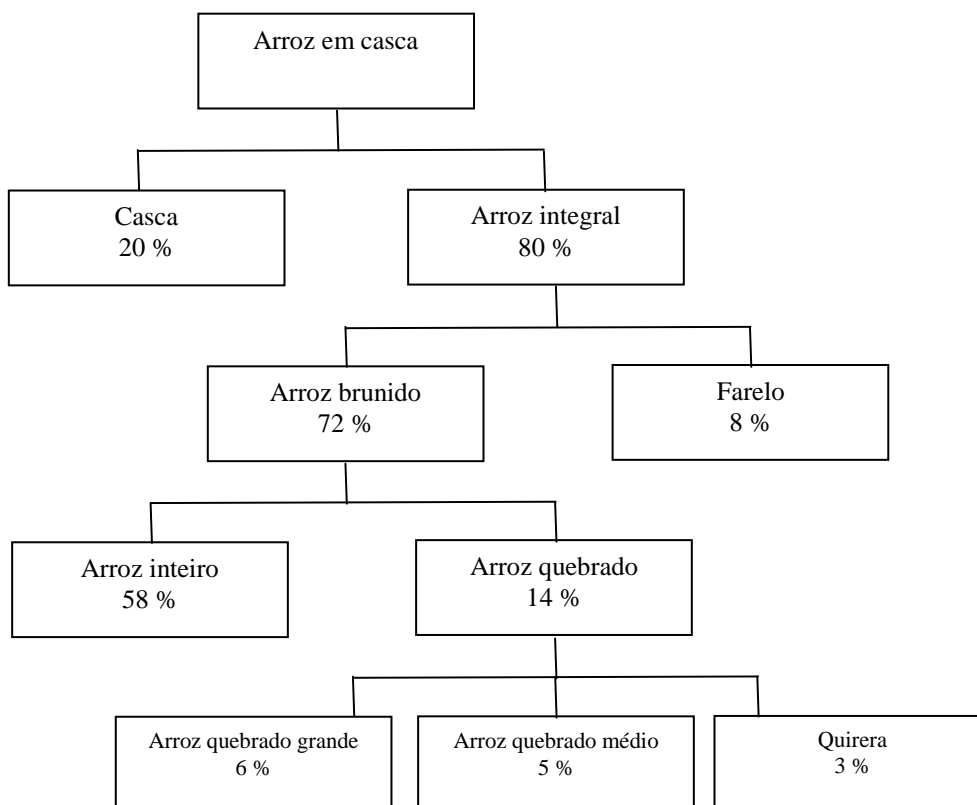 Arroz em casca
Casca
20 %
Arroz integral
80 %
Arroz brunido
72 %
Farelo
8 %
Arroz inteiro
58 %
Arroz quebrado
14 %
Arroz quebrado grande
6 %
Arroz quebrado médio
5 %
Quirera
3 %